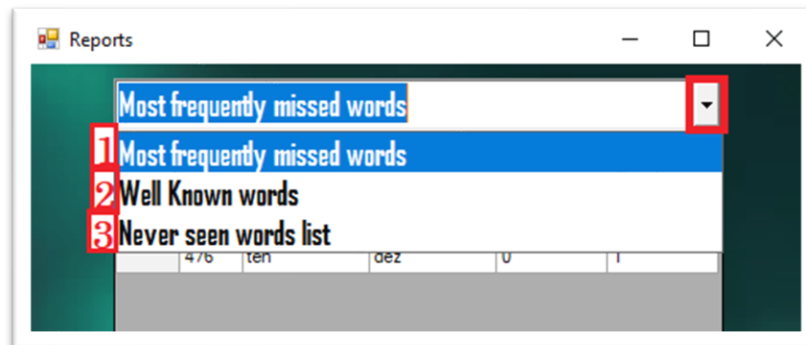 Reports
Most frequently missed words
1 Most frequently missed words
2 Well Known words
3 Never seen words list
476 ten dez 0 1